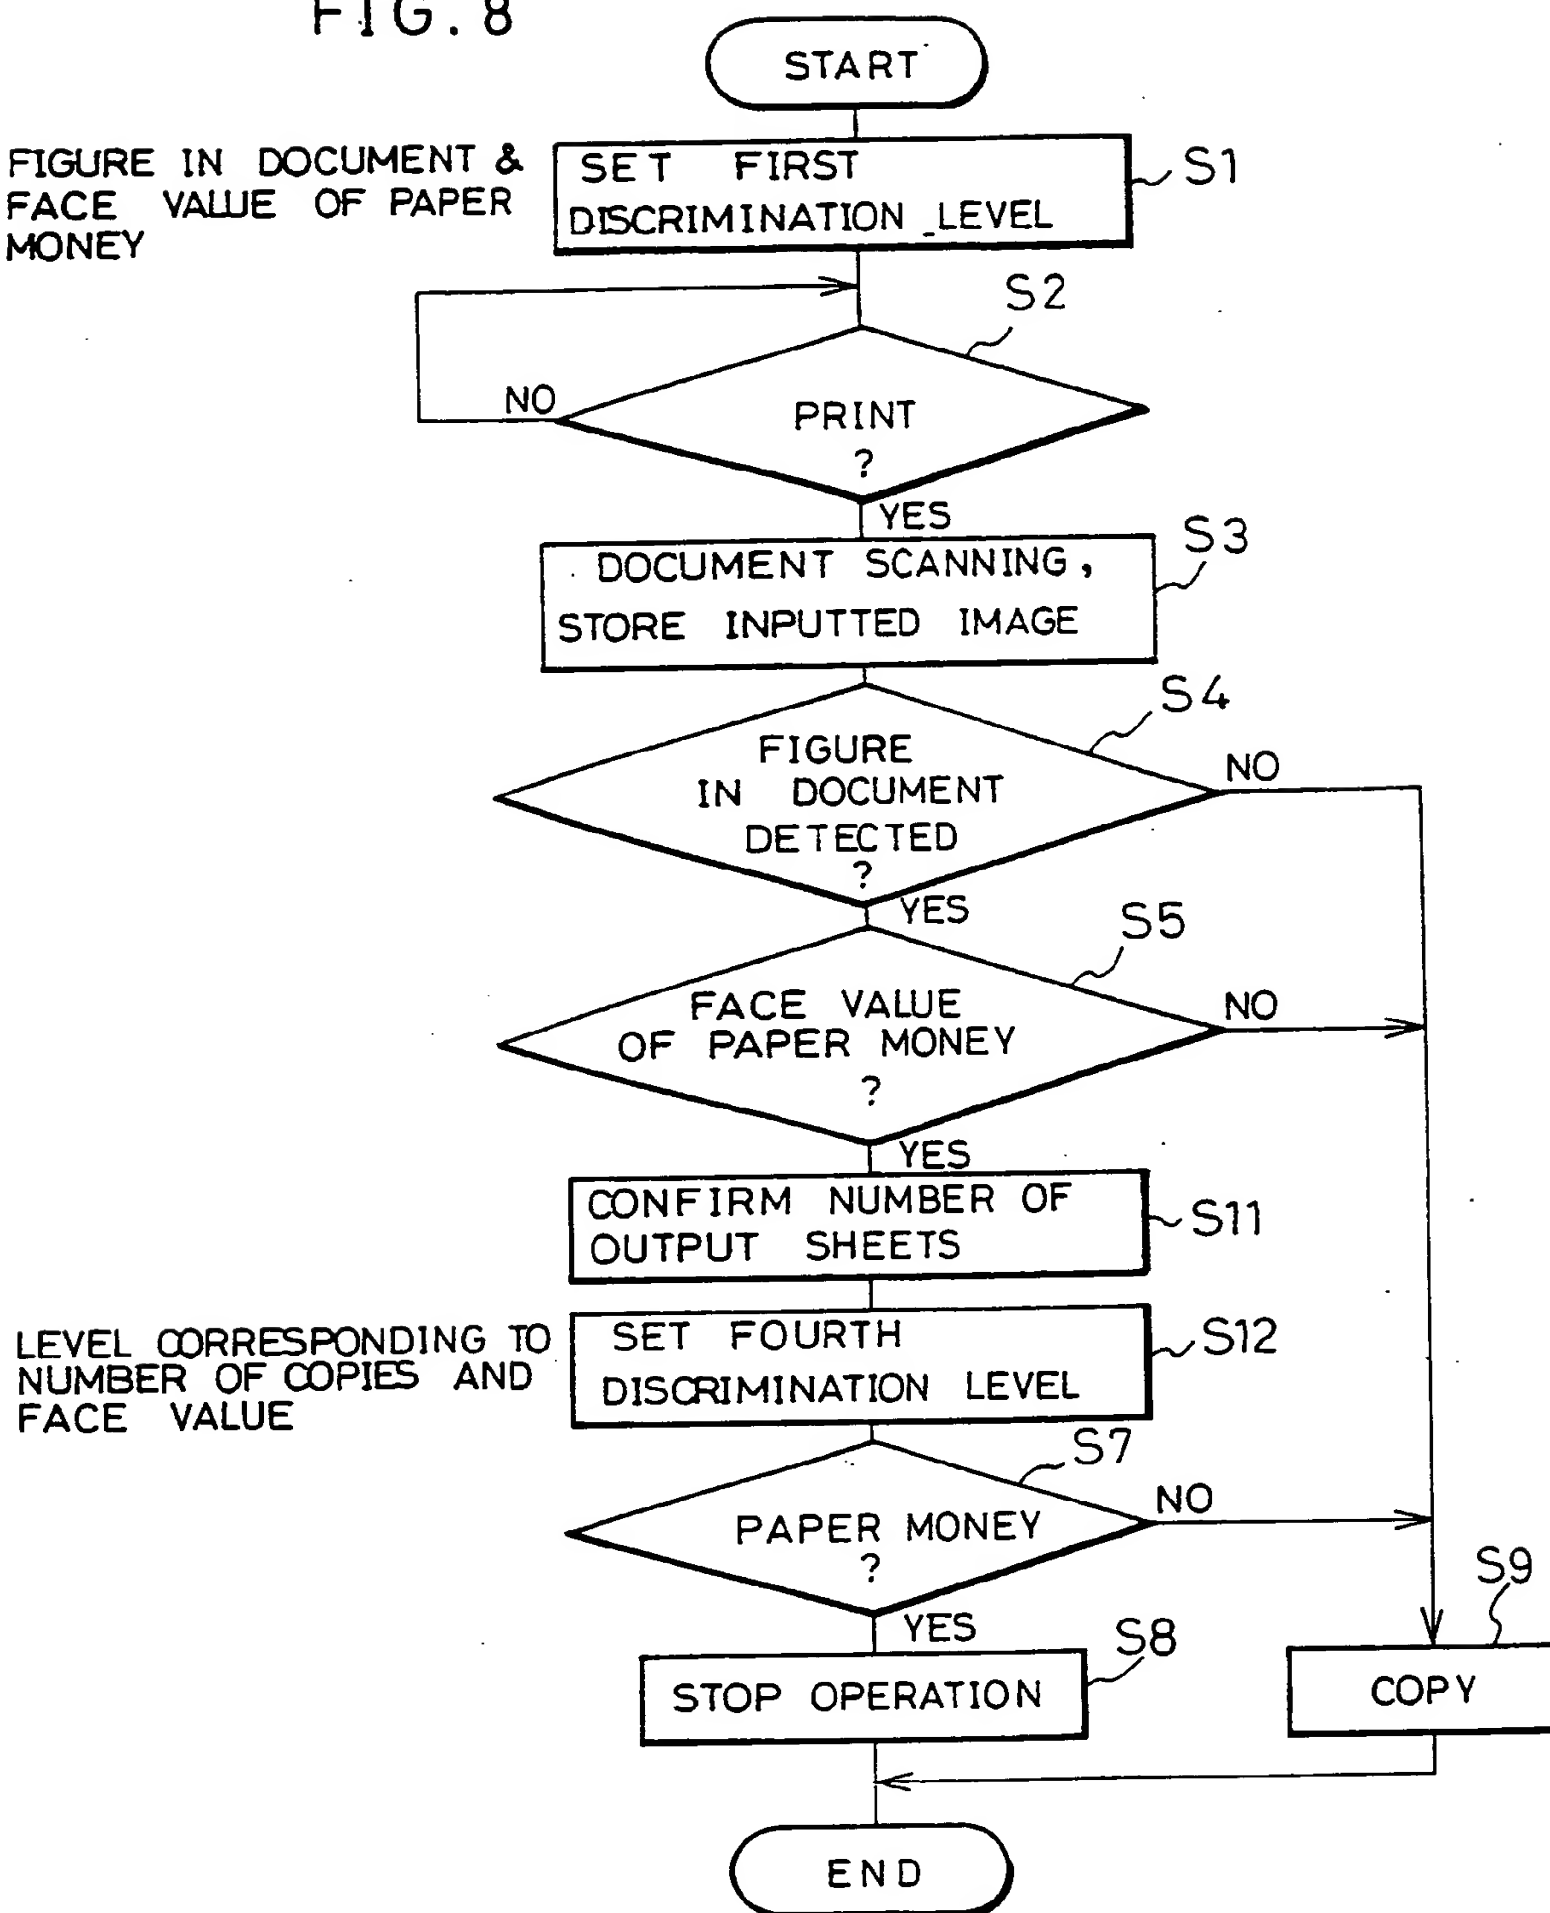 FIG. 8
START
FIGURE IN DOCUMENT &
FACE VALUE OF PAPER
MONEY
SET FIRST
DISCRIMINATION LEVEL
S1
S2
NO
PRINT
?
YES
S3
DOCUMENT SCANNING,
STORE INPUTTED IMAGE
S4
FIGURE
IN DOCUMENT
DETECTED
?
NO
YES
S5
FACE VALUE
OF PAPER MONEY
?
NO
YES
CONFIRM NUMBER OF
OUTPUT SHEETS
S11
LEVEL CORRESPONDING TO
NUMBER OF COPIES AND
FACE VALUE
SET FOURTH
DISCRIMINATION LEVEL
S12
S7
PAPER MONEY
?
NO
YES
S8
STOP OPERATION
S9
COPY
END